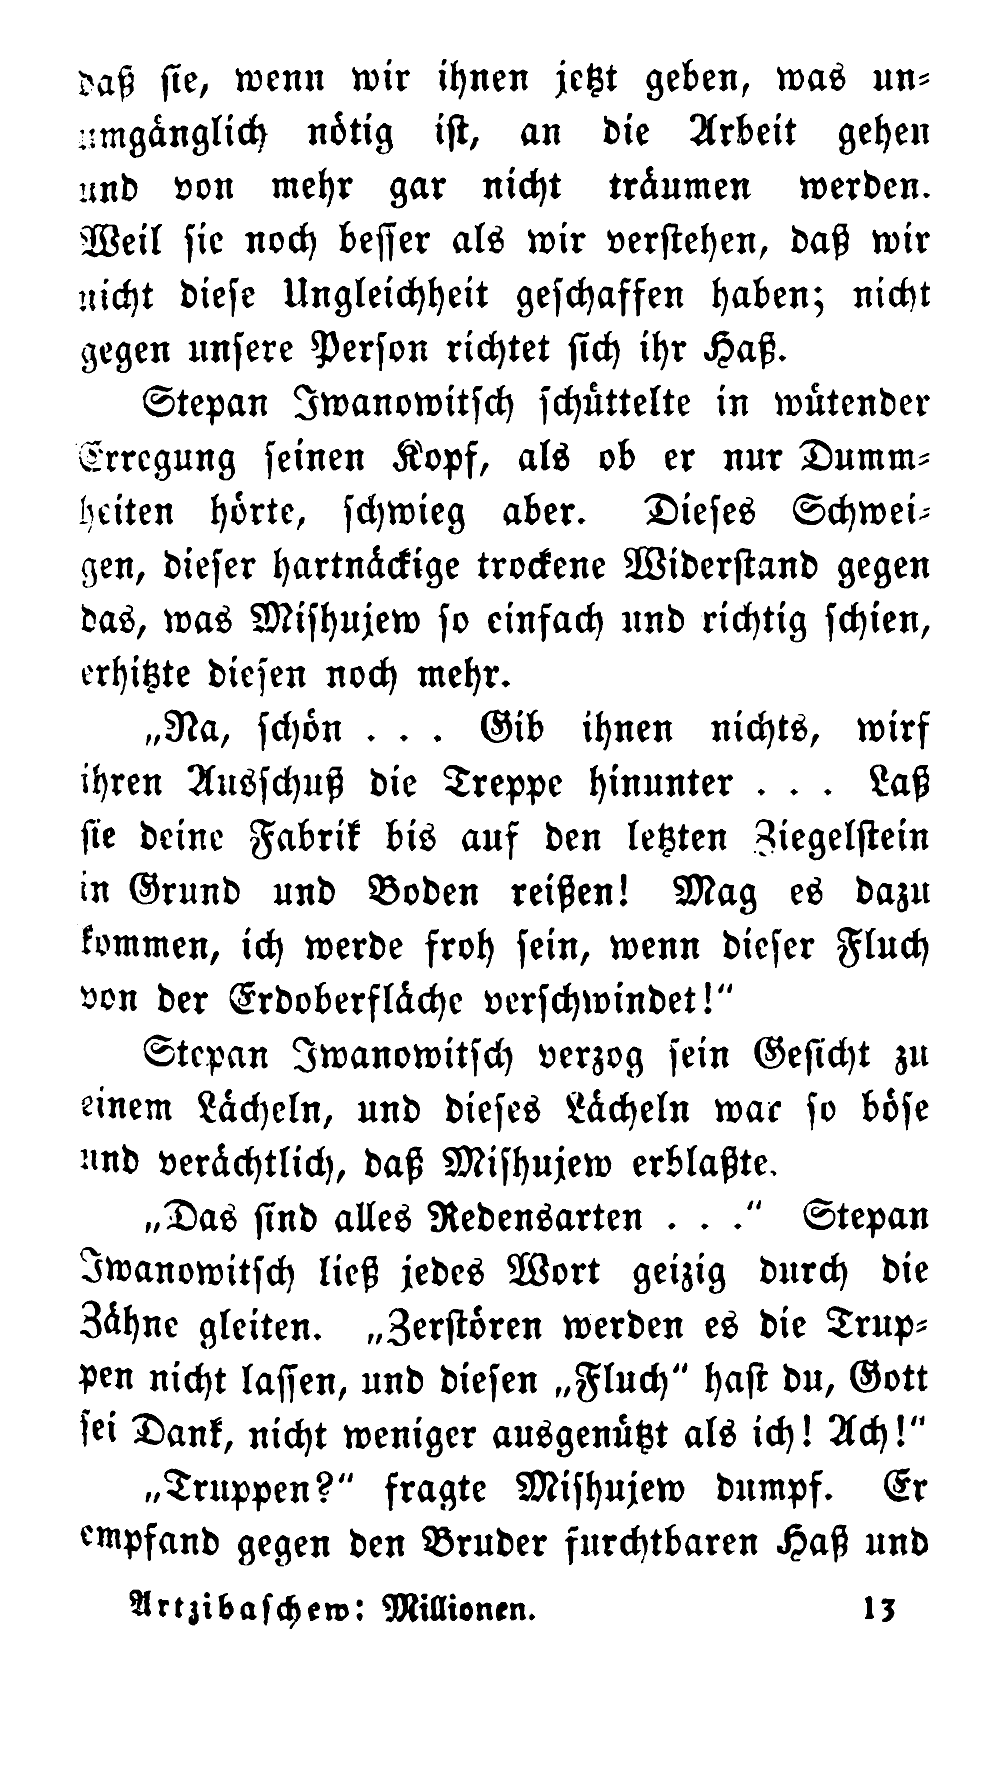 daß sie, wenn wir ihnen jetzt geben, was un-
umgänglich nötig ist, an die Arbeit gehen
und von mehr gar nicht träumen werden.
Weil sie noch besser als wir verstehen, daß wir
nicht diese Ungleichheit geschaffen haben; nicht
gegen unsere Person richtet sich ihr Haß.
Stepan Iwanowitsch schüttelte in wütender
Erregung seinen Kopf, als ob er nur Dumm-
heiten hörte, schwieg aber. Dieses Schwei-
gen, dieser hartnäckige trockene Widerstand gegen
das, was Mishujew so einfach und richtig schien,
erhitzte diesen noch mehr.
„Na, schön . . . Gib ihnen nichts, wirf
ihren Ausschuß die Treppe hinunter . . . Laß
sie deine Fabrik bis auf den letzten Ziegelstein
in Grund und Boden reißen! Mag es dazu
kommen, ich werde froh sein, wenn dieser Fluch
von der Erdoberfläche verschwindet!“
Stepan Iwanowitsch verzog sein Gesicht zu
einem Lächeln, und dieses Lächeln war so böse
und verächtlich, daß Mishujew erblaßte.
„Das sind alles Redensarten . . .“ Stepan
Iwanowitsch ließ jedes Wort geizig durch die
Zähne gleiten. „Zerstören werden es die Trup-
pen nicht lassen, und diesen „Fluch“ hast du, Gott
sei Dank, nicht weniger ausgenützt als ich! Ach!“
„Truppen?“ fragte Mishujew dumpf. Er
empfand gegen den Bruder furchtbaren Haß und
Artzibaschew: Millionen. 13